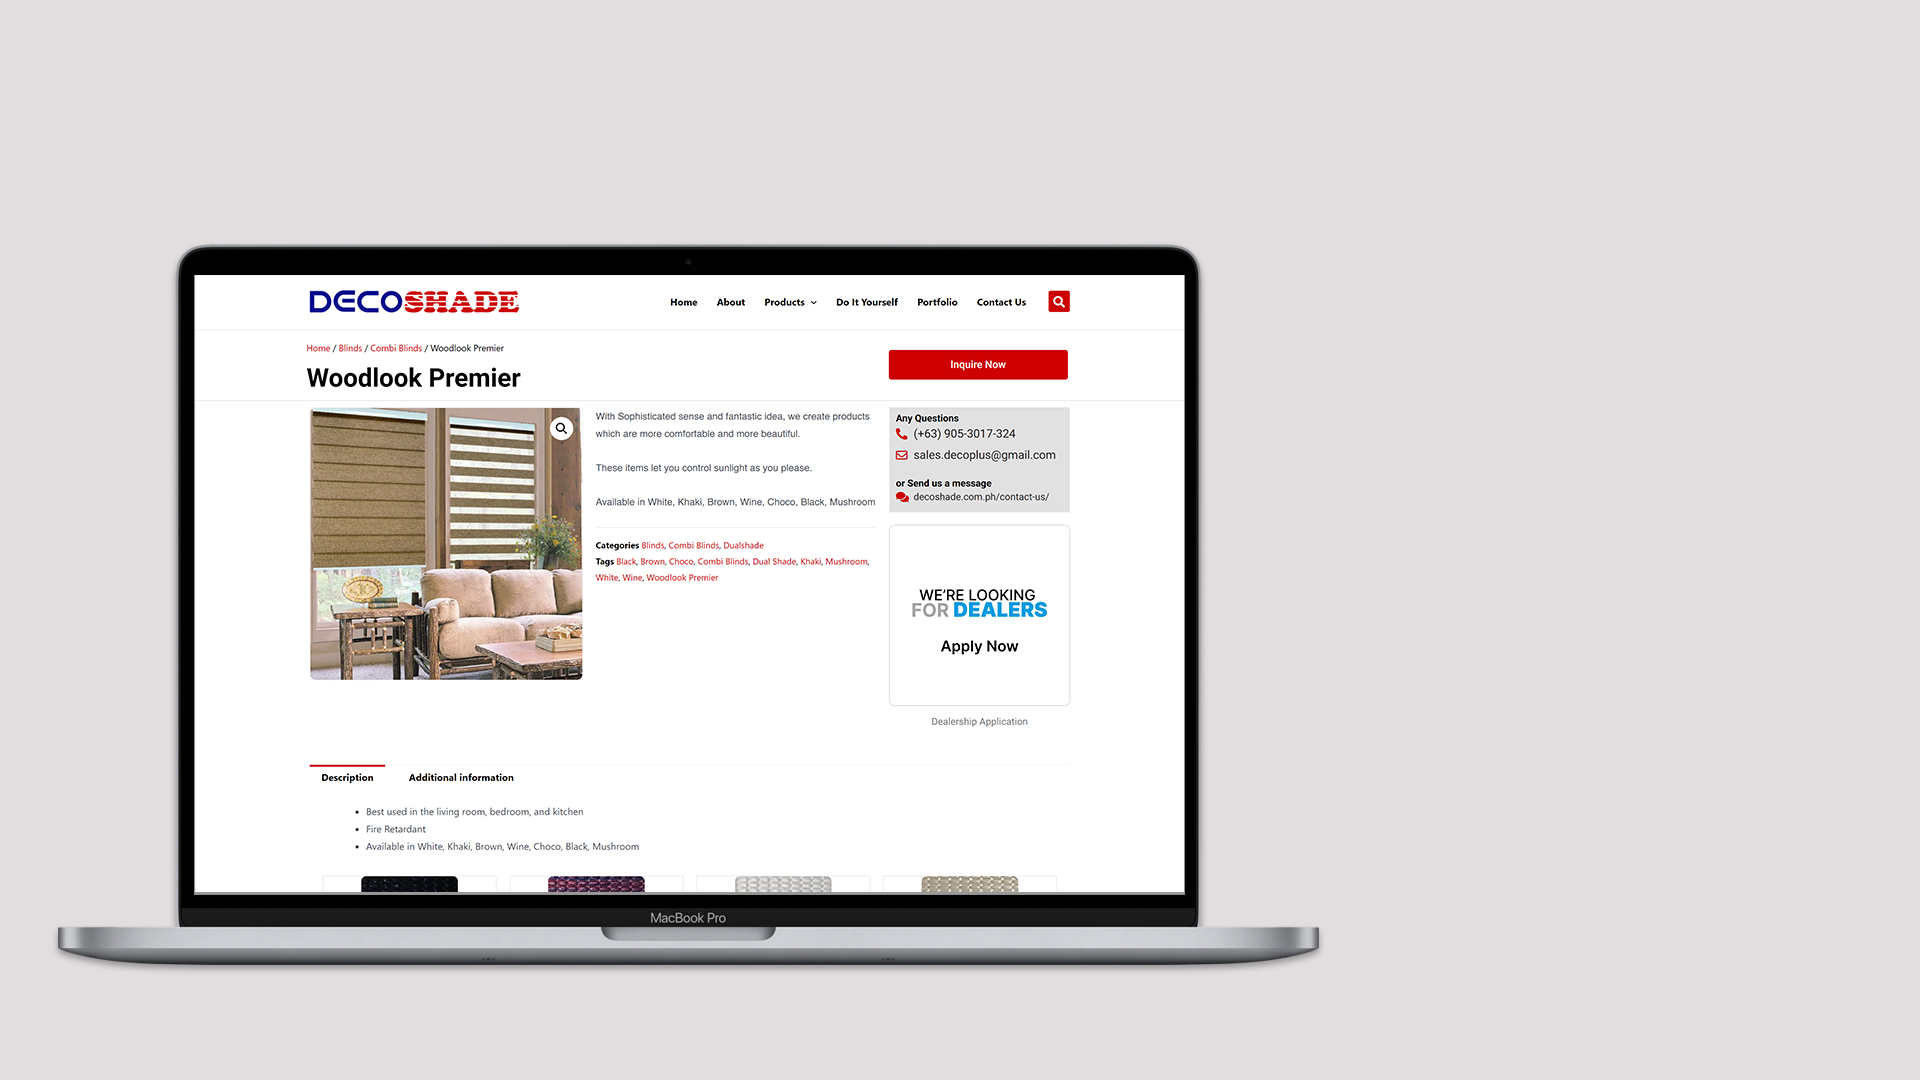 DECOSHADE
Home About Products Do It Yourself Portfolio Contact Us
Home / Blinds / Combi Blinds / Woodlook Premier
Woodlook Premier
Inquire Now
With Sophisticated sense and fantastic idea, we create products
which are more comfortable and more beautiful.
These items let you control sunlight as you please.
Available in White, Khaki, Brown, Wine, Choco, Black, Mushroom
Categories Blinds, Combi Blinds, Dualshade
Tags Black, Brown, Choco, Combi Blinds, Dual Shade, Khaki, Mushroom,
White, Wine, Woodlook Premier
Any Questions
(+63) 905-3017-324
sales.decoplus@gmail.com
or Send us a message
decoshade.com.ph/contact-us/
WE'RE LOOKING
FOR DEALERS
Apply Now
Dealership Application
Description Additional information
• Best used in the living room, bedroom, and kitchen
• Fire Retardant
• Available in White, Khaki, Brown, Wine, Choco, Black, Mushroom
MacBook Pro